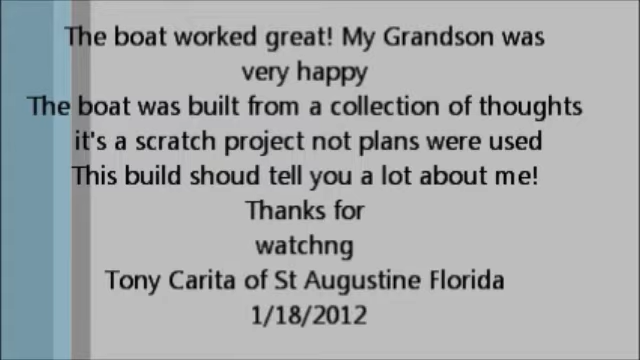 The boat worked great! My Grandson was
very happy
The boat was built from a collection of thoughts
it's a scratch project not plans were used
This build shoud tell you a lot about me!
Thanks for
watchng
Tony Carita of St Augustine Florida
1/18/2012